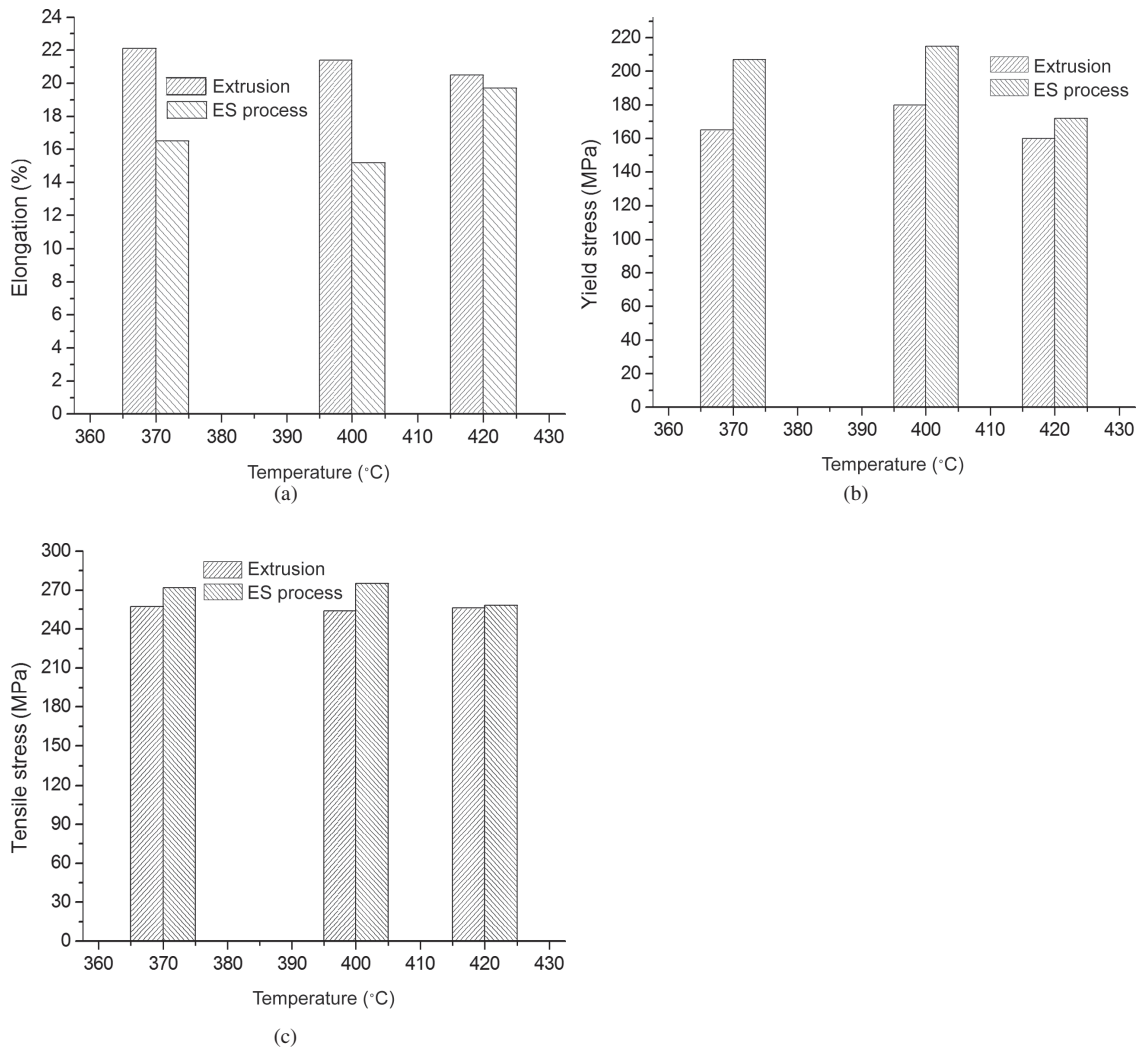 24
22
20
18
16
14
12
10
8
6
4
2
0
Elongation (%)
Extrusion
ES process
360 370 380 390 400 410 420 430
Temperature (°C)
(a)
220
200
180
160
140
120
100
80
60
40
20
0
Yield stress (MPa)
Extrusion
ES process
360 370 380 390 400 410 420 430
Temperature (°C)
(b)
300
270
240
210
180
150
120
90
60
30
0
Tensile stress (MPa)
Extrusion
ES process
360 370 380 390 400 410 420 430
Temperature (°C)
(c)